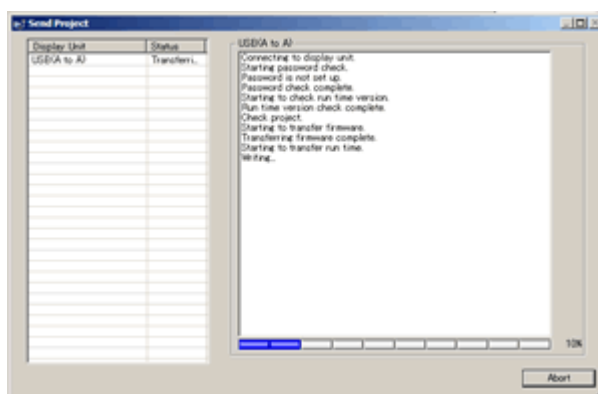 Send Project
Display Unit Status
USB(A to A) Transferri..
USB(A to A)
Connecting to display unit.
Starting password check.
Password is not set up.
Password check complete.
Starting to check run time version.
Run time version check complete.
Check project.
Starting to transfer firmware.
Transferring firmware complete.
Starting to transfer run time.
Writing...
10%
Abort